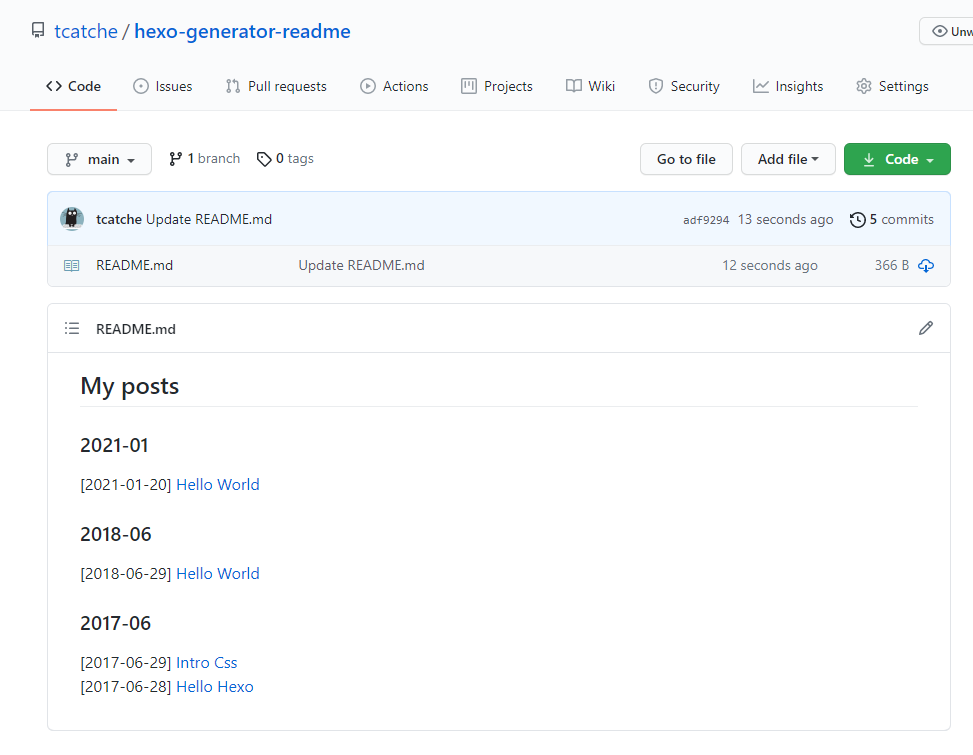 tcatche / hexo-generator-readme
Unw
Code Issues Pull requests Actions Projects Wiki Security Insights Settings
main 1 branch 0 tags Go to file Add file Code
tcatche Update README.md adf9294 13 seconds ago 5 commits
README.md Update README.md 12 seconds ago 366 B
README.md
My posts
2021-01
[2021-01-20] Hello World
2018-06
[2018-06-29] Hello World
2017-06
[2017-06-29] Intro Css
[2017-06-28] Hello Hexo